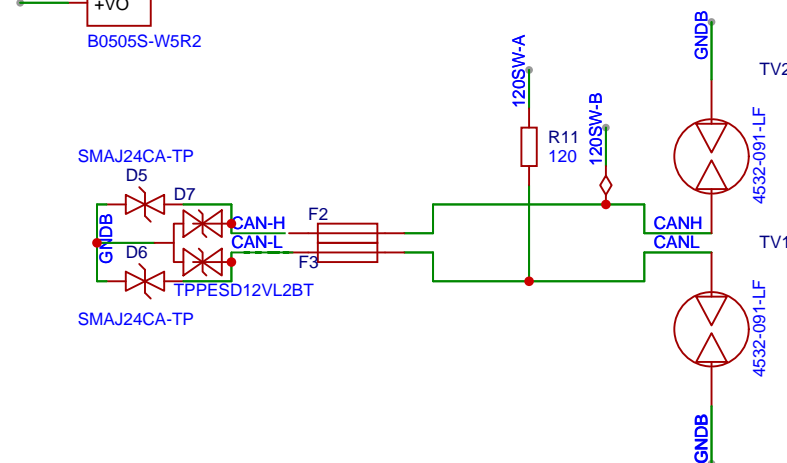 +VO
B0505S-W5R2
GNDB
TV2
120SW-A
120SW-B
R11
120
4532-091-LF
SMAJ24CA-TP
D5
D7
CAN-H
F2
CANH
GNDB
CAN-L
CANL
TV1
D6
F3
TPPESD12VL2BT
SMAJ24CA-TP
4532-091-LF
GNDB